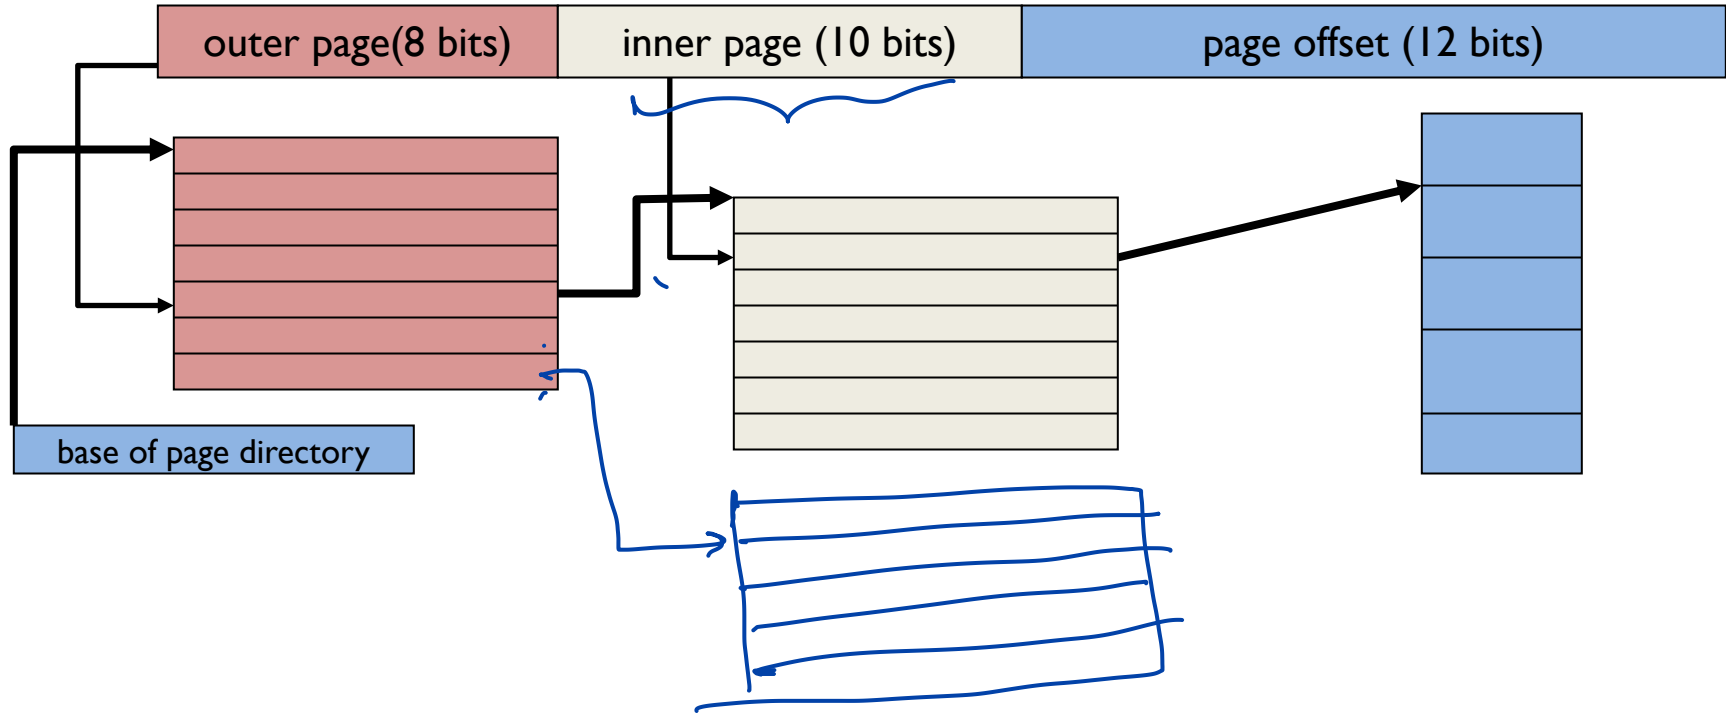 outer page(8 bits)
inner page (10 bits)
page offset (12 bits)
base of page directory